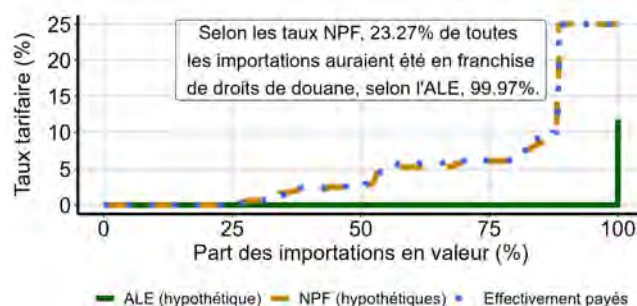 Selon les taux NPF, 23.27% de toutes
les importations auraient été en franchise
de droits de douane, selon l'ALE, 99.97%.
Taux tarifaire (%)
25
20
15
10
5
0
0
25
50
75
100
Part des importations en valeur (%)
ALE (hypothétique)
NPF (hypothétiques)
Effectivement payés